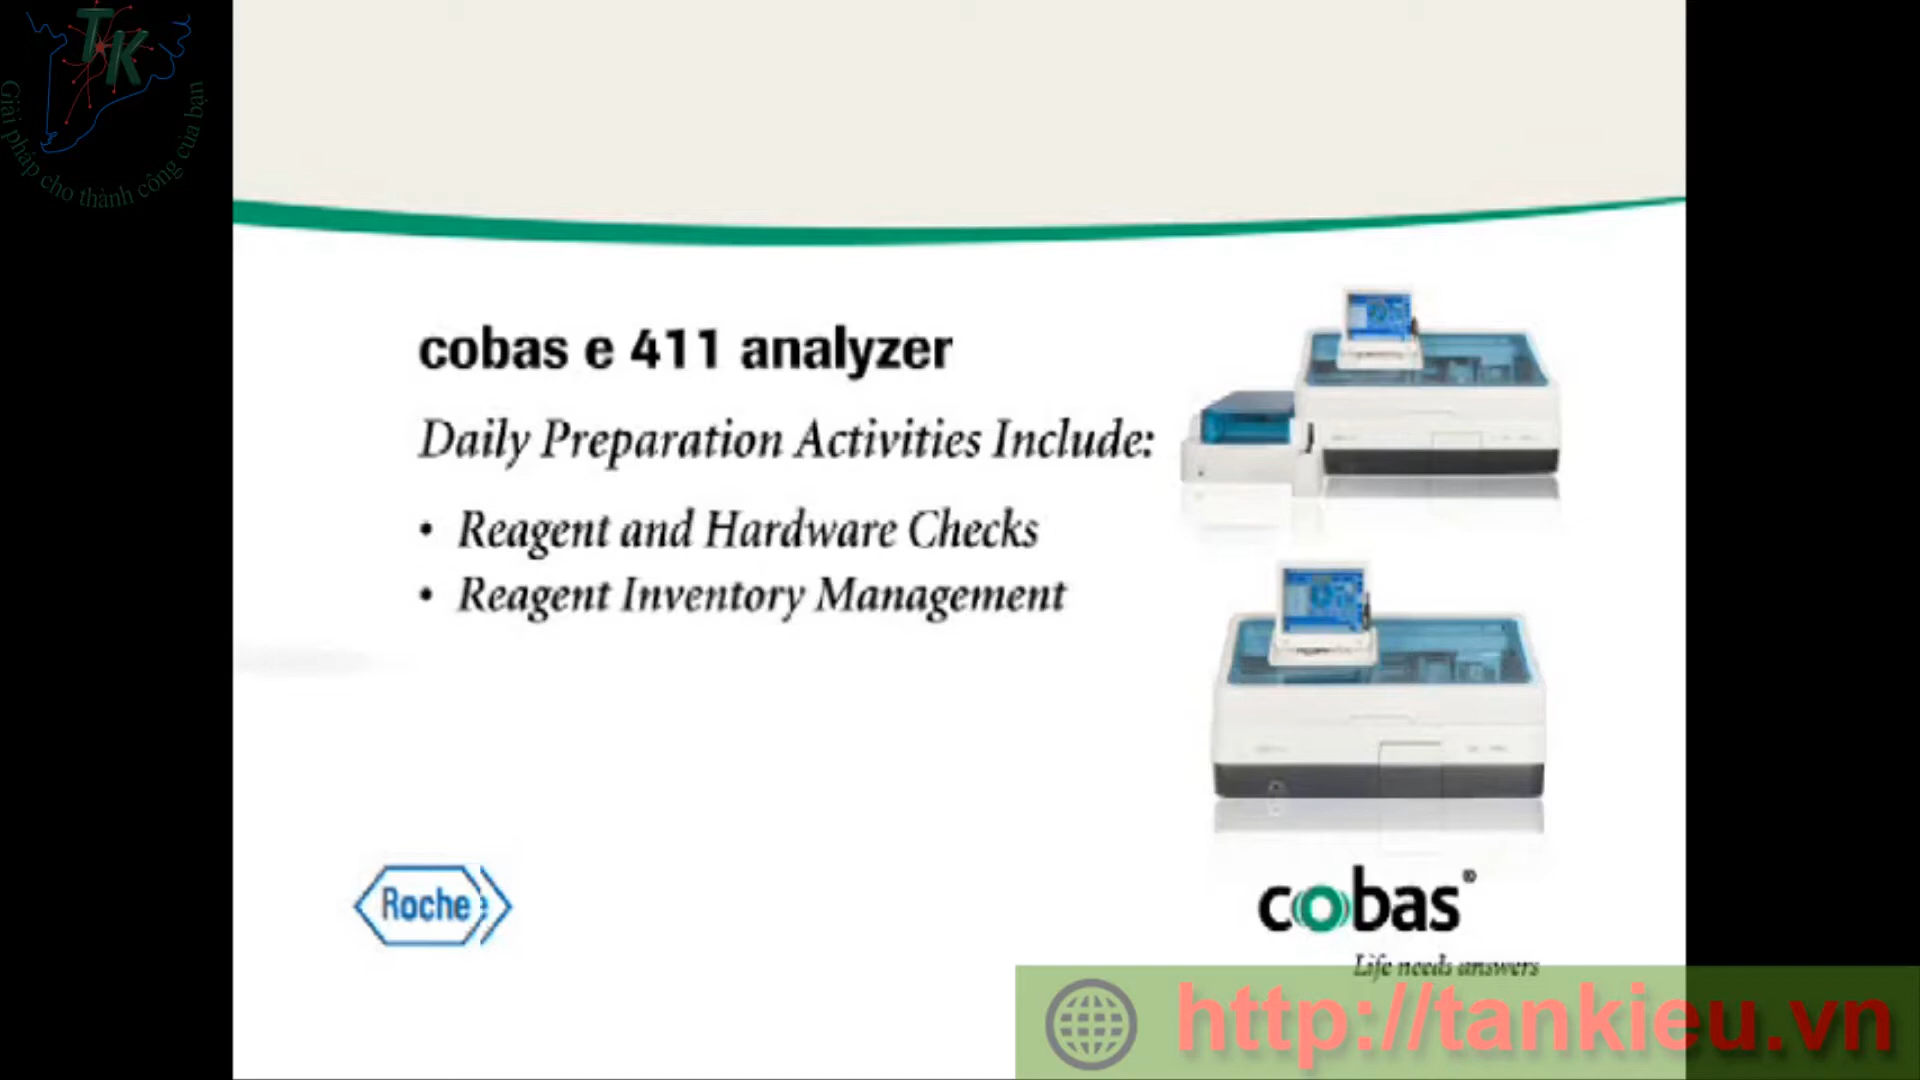 TK
Giải pháp cho thành công của bạn
cobas e 411 analyzer
Daily Preparation Activities Include:
• Reagent and Hardware Checks
• Reagent Inventory Management
Roche
cobas®
Life needs answers
http://tankieu.vn